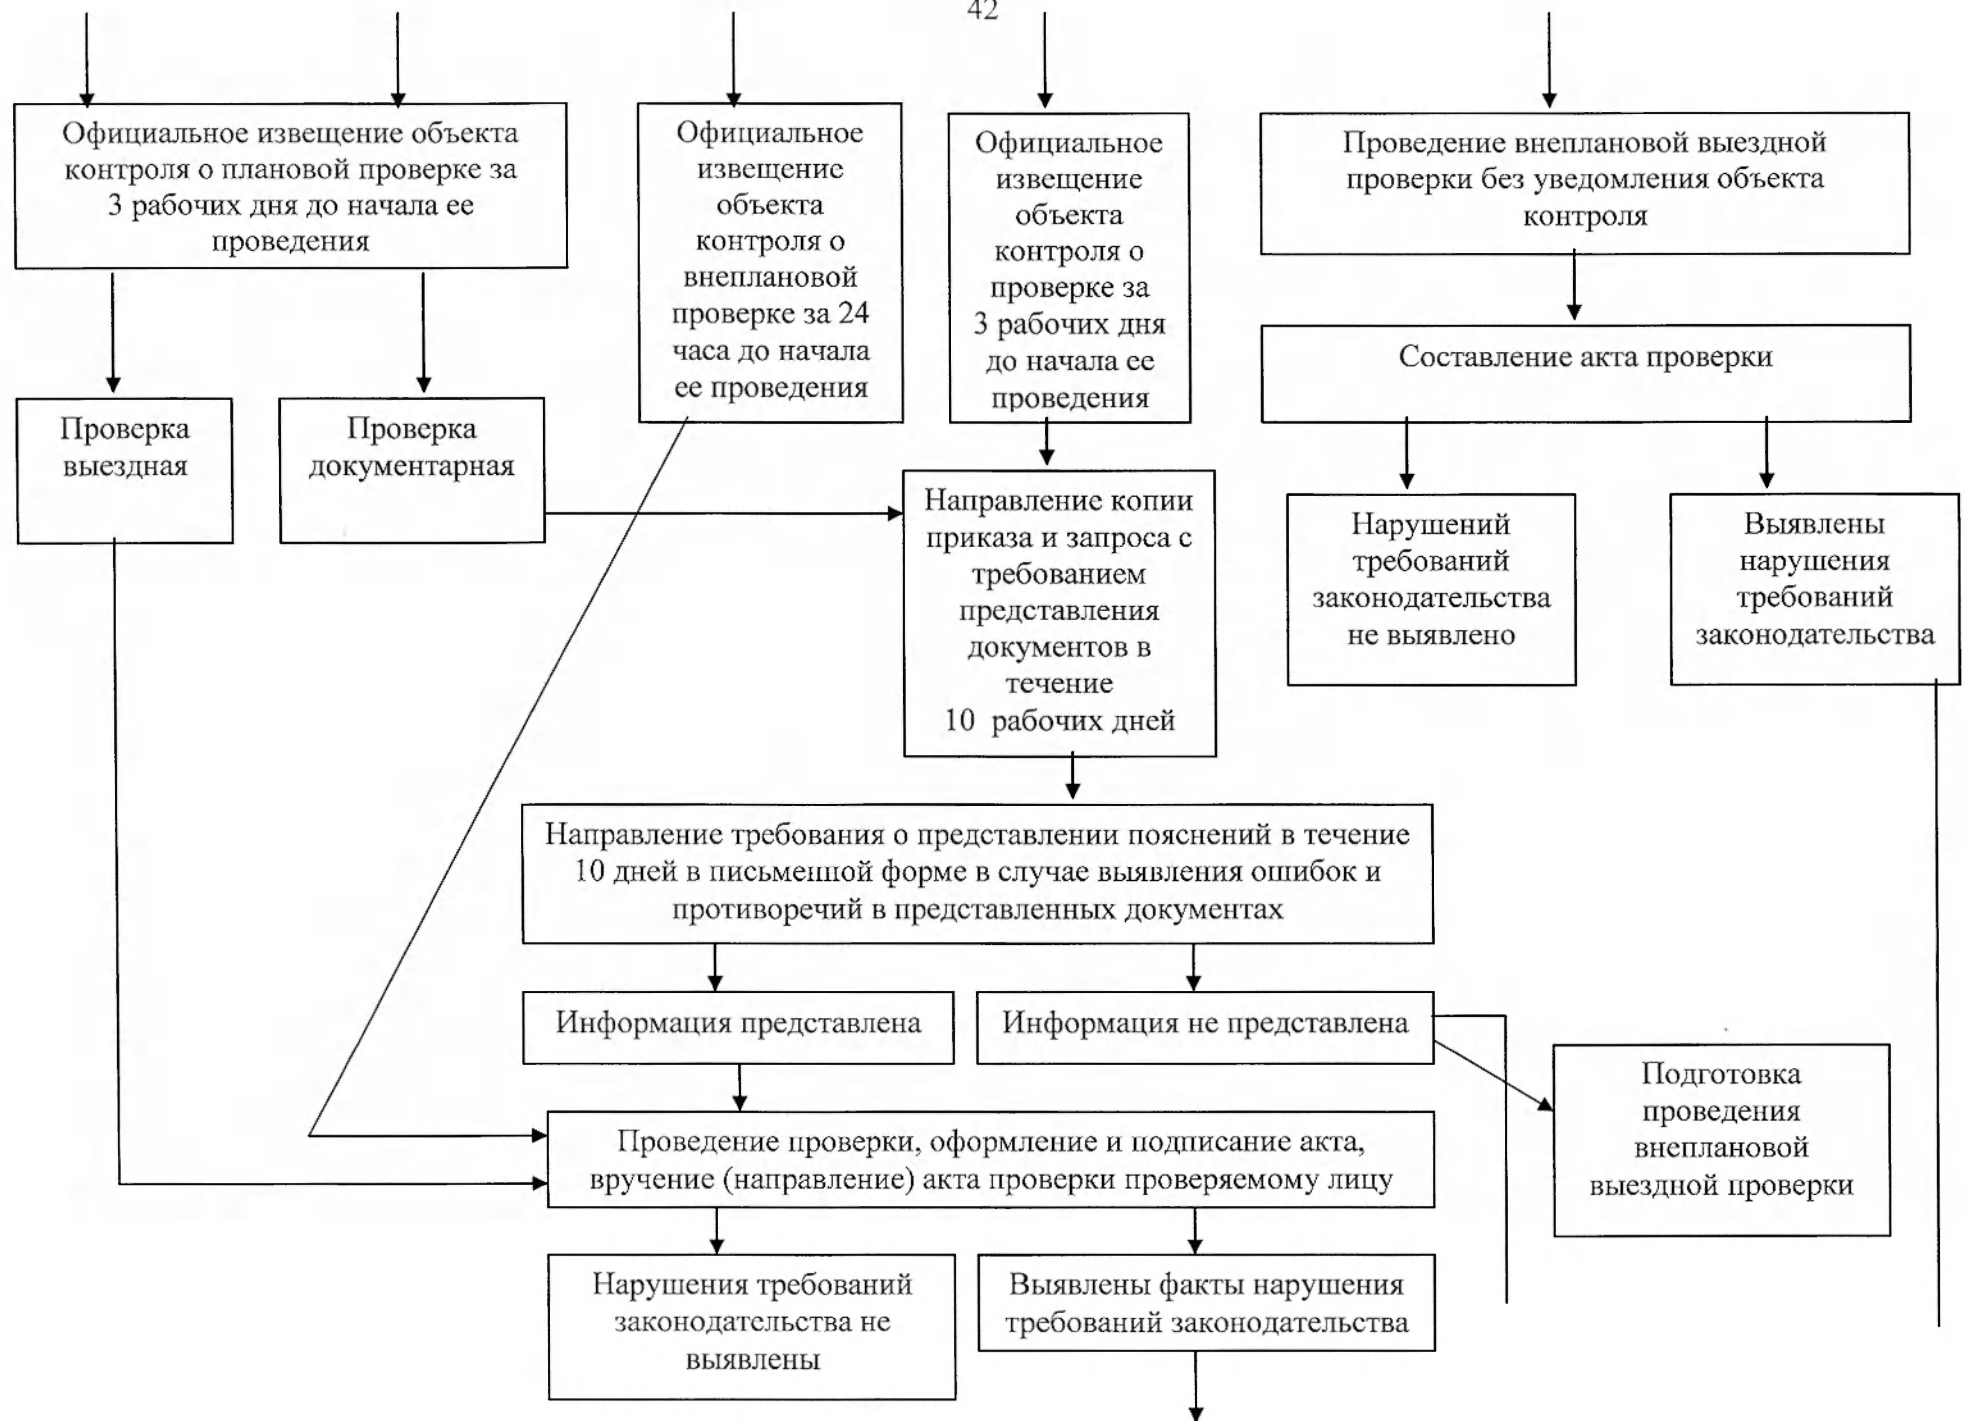 42
Официальное извещение объекта
контроля о плановой проверке за
3 рабочих дня до начала ее
проведения
Официальное
извещение
объекта
контроля о
внеплановой
проверке за 24
часа до начала
ее проведения
Официальное
извещение
объекта
контроля о
проверке за
3 рабочих дня
до начала ее
проведения
Проведение внеплановой выездной
проверки без уведомления объекта
контроля
Составление акта проверки
Проверка
выездная
Проверка
документарная
Направление копии
приказа и запроса с
требованием
представления
документов в
течение
10 рабочих дней
Нарушений
требований
законодательства
не выявлено
Выявлены
нарушения
требований
законодательства
Направление требования о представлении пояснений в течение
10 дней в письменной форме в случае выявления ошибок и
противоречий в представленных документах
Информация представлена
Информация не представлена
Подготовка
проведения
внеплановой
выездной проверки
Проведение проверки, оформление и подписание акта,
вручение (направление) акта проверки проверяемому лицу
Нарушения требований
законодательства не
выявлены
Выявлены факты нарушения
требований законодательства